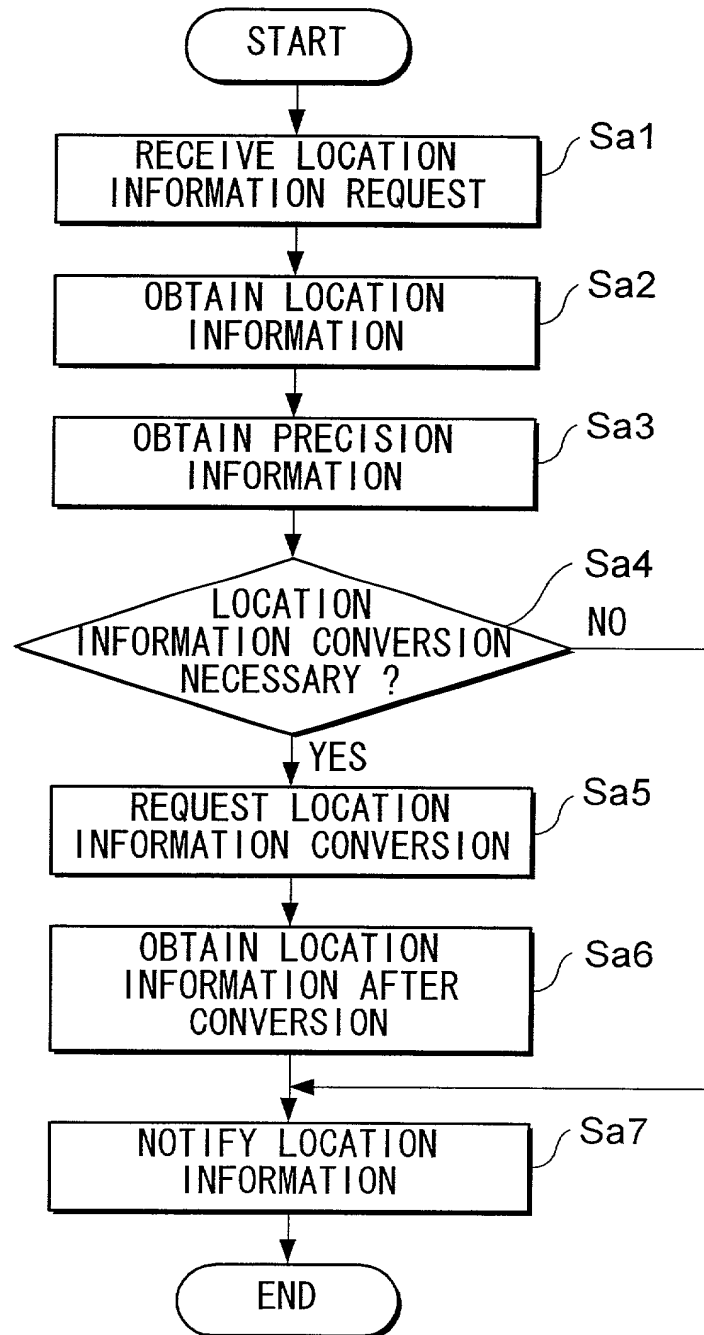 START
RECEIVE LOCATION
INFORMATION REQUEST
Sa1
OBTAIN LOCATION
INFORMATION
Sa2
OBTAIN PRECISION
INFORMATION
Sa3
LOCATION
INFORMATION CONVERSION
NECESSARY ?
Sa4
NO
YES
REQUEST LOCATION
INFORMATION CONVERSION
Sa5
OBTAIN LOCATION
INFORMATION AFTER
CONVERSION
Sa6
NOTIFY LOCATION
INFORMATION
Sa7
END